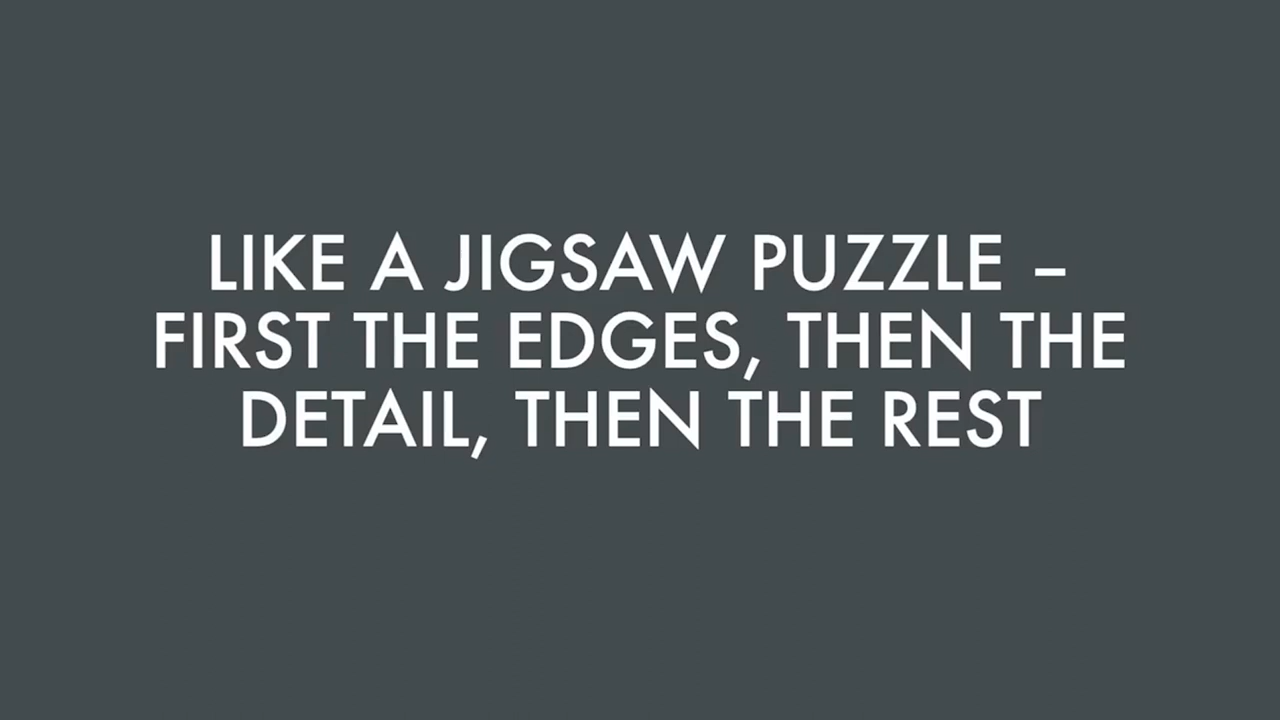 LIKE A JIGSAW PUZZLE –
FIRST THE EDGES, THEN THE
DETAIL, THEN THE REST